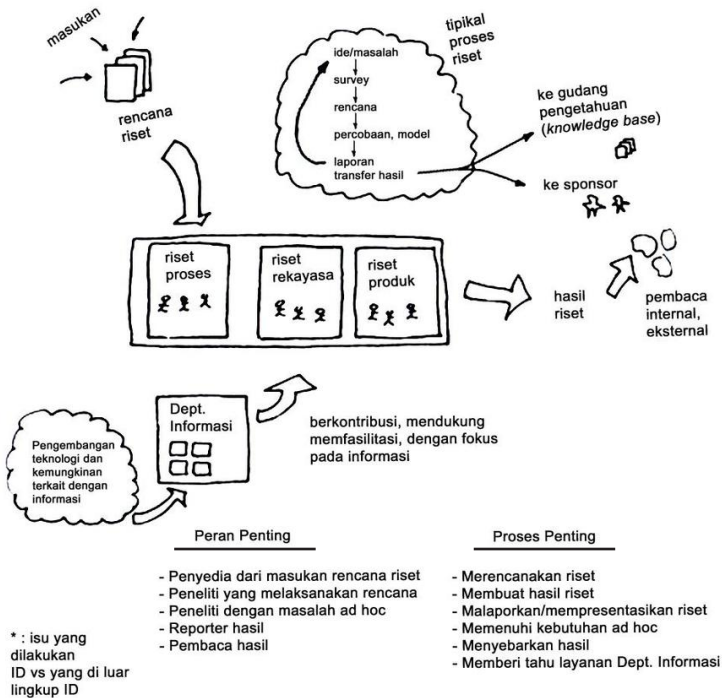 masukan
rencana
riset
tipikal
proses
riset
ide/masalah
survey
rencana
percobaan, model
laporan
transfer hasil
ke gudang
pengetahuan
(knowledge base)
ke sponsor
riset
proses
riset
rekayasa
riset
produk
hasil
riset
pembaca
internal,
eksternal
Dept.
Informasi
Pengembangan
teknologi dan
kemungkinan
terkait dengan
informasi
berkontribusi, mendukung
memfasilitasi, dengan fokus
pada informasi
Peran Penting
- Penyedia dari masukan rencana riset
- Peneliti yang melaksanakan rencana
- Peneliti dengan masalah ad hoc
- Reporter hasil
- Pembaca hasil
Proses Penting
- Merencanakan riset
- Membuat hasil riset
- Malaporkan/mempresentasikan riset
- Memenuhi kebutuhan ad hoc
- Menyebarkan hasil
- Memberi tahu layanan Dept. Informasi
* : isu yang
dilakukan
ID vs yang di luar
lingkup ID